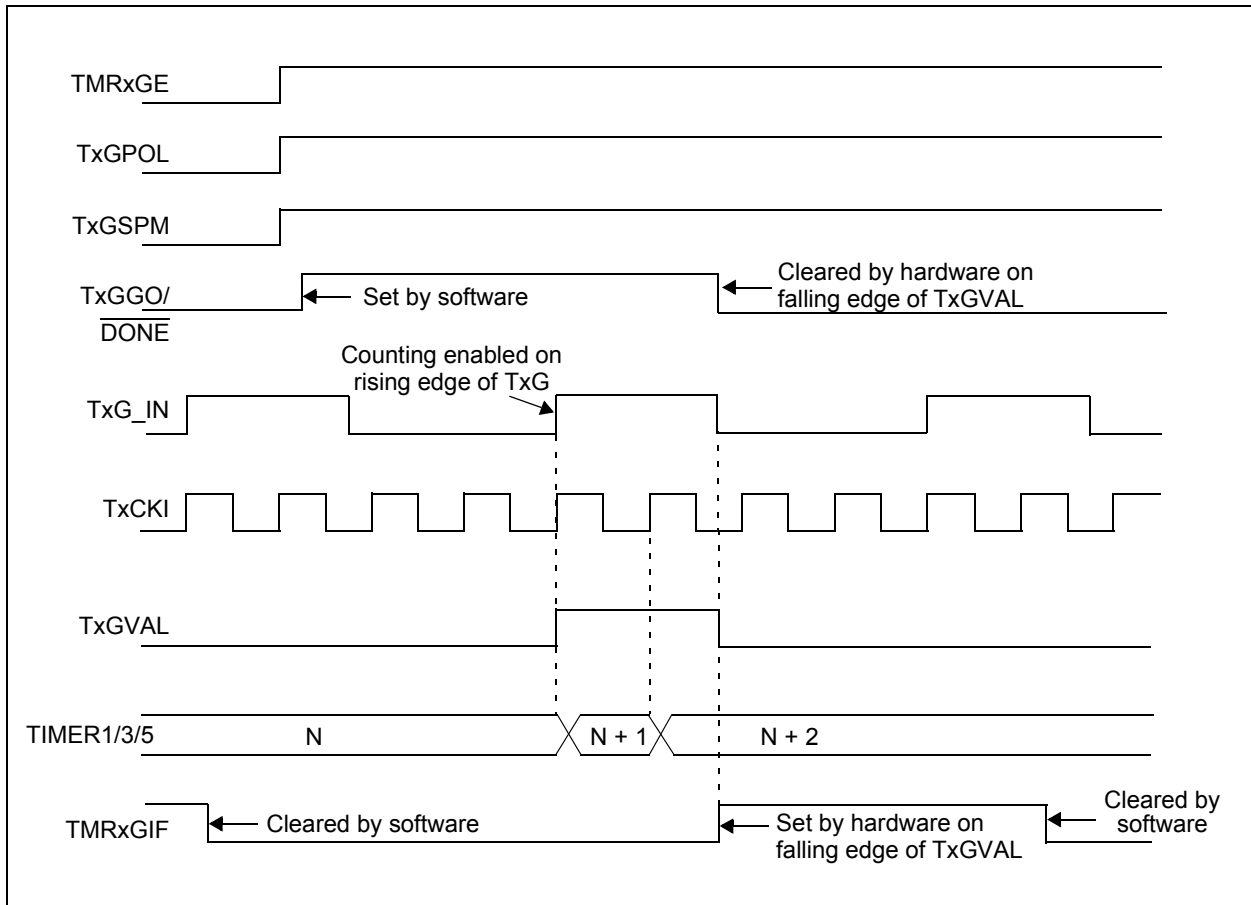 TMRxGE
TxGPOL
TxGSPM
TxGGO/
DONE
Set by software
Cleared by hardware on
falling edge of TxGVAL
Counting enabled on
rising edge of TxG
TxG_IN
TxCKI
TxGVAL
TIMER1/3/5
N
N + 1
N + 2
TMRxGIF
Cleared by software
Set by hardware on
falling edge of TxGVAL
Cleared by
software